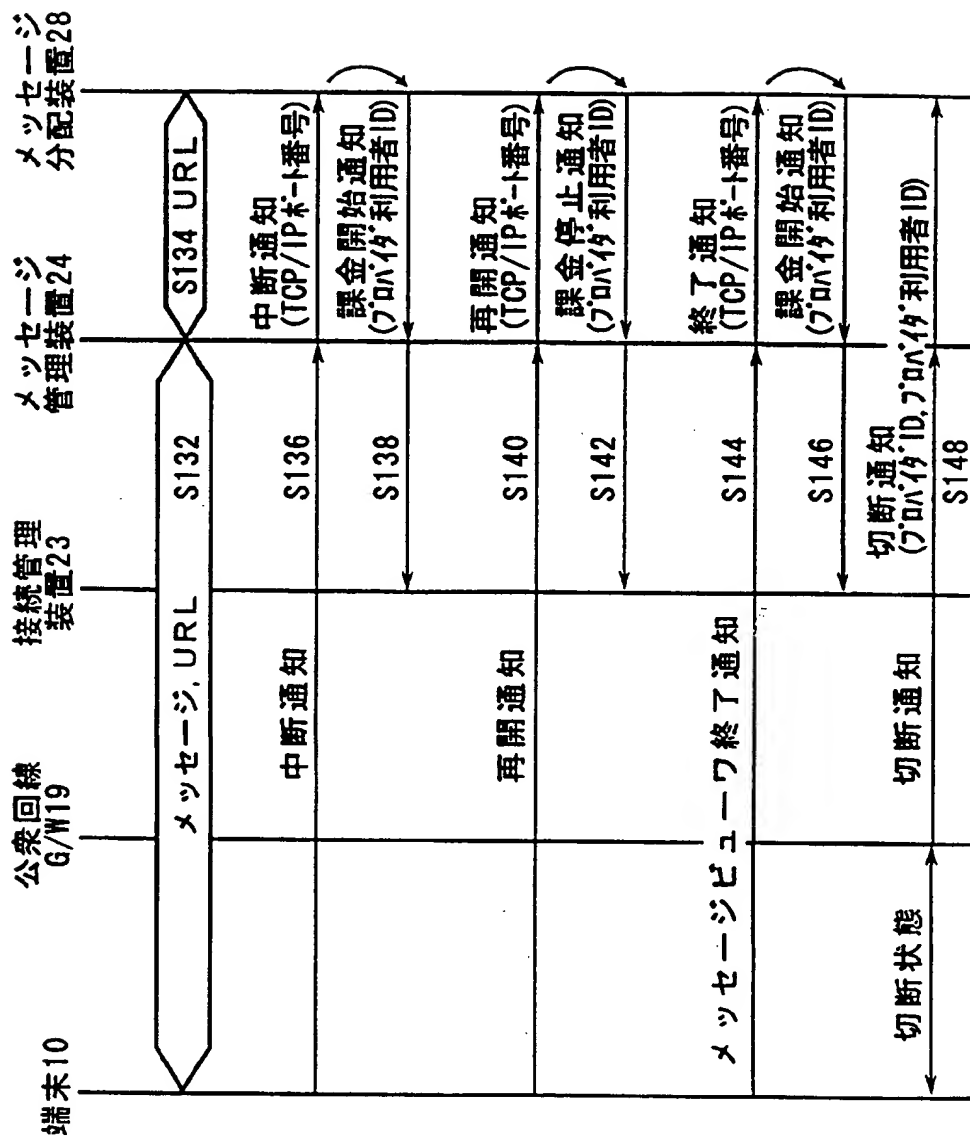 端末10
公衆回線
G/W19
接続管理
装置23
メッセージ
管理装置24
メッセージ
分配装置28
メッセージ, URL
S132
S134 URL
中断通知
S136
中断通知
(TCP/IPポート番号)
S138
課金開始通知
(プロバイダ利用者ID)
再開通知
S140
再開通知
(TCP/IPポート番号)
S142
課金停止通知
(プロバイダ利用者ID)
メッセージビューワ終了通知
S144
終了通知
(TCP/IPポート番号)
S146
課金開始通知
(プロバイダ利用者ID)
切断状態
切断通知
切断通知
(プロバイダID,プロバイダ利用者ID)
S148